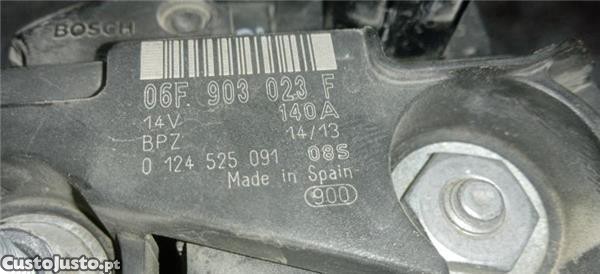 BOSCH
06F. 903 023 F
14V 140A
BPZ 14/13
0 124 525 091 08S
Made in Spain
900
CustoJusto.pt